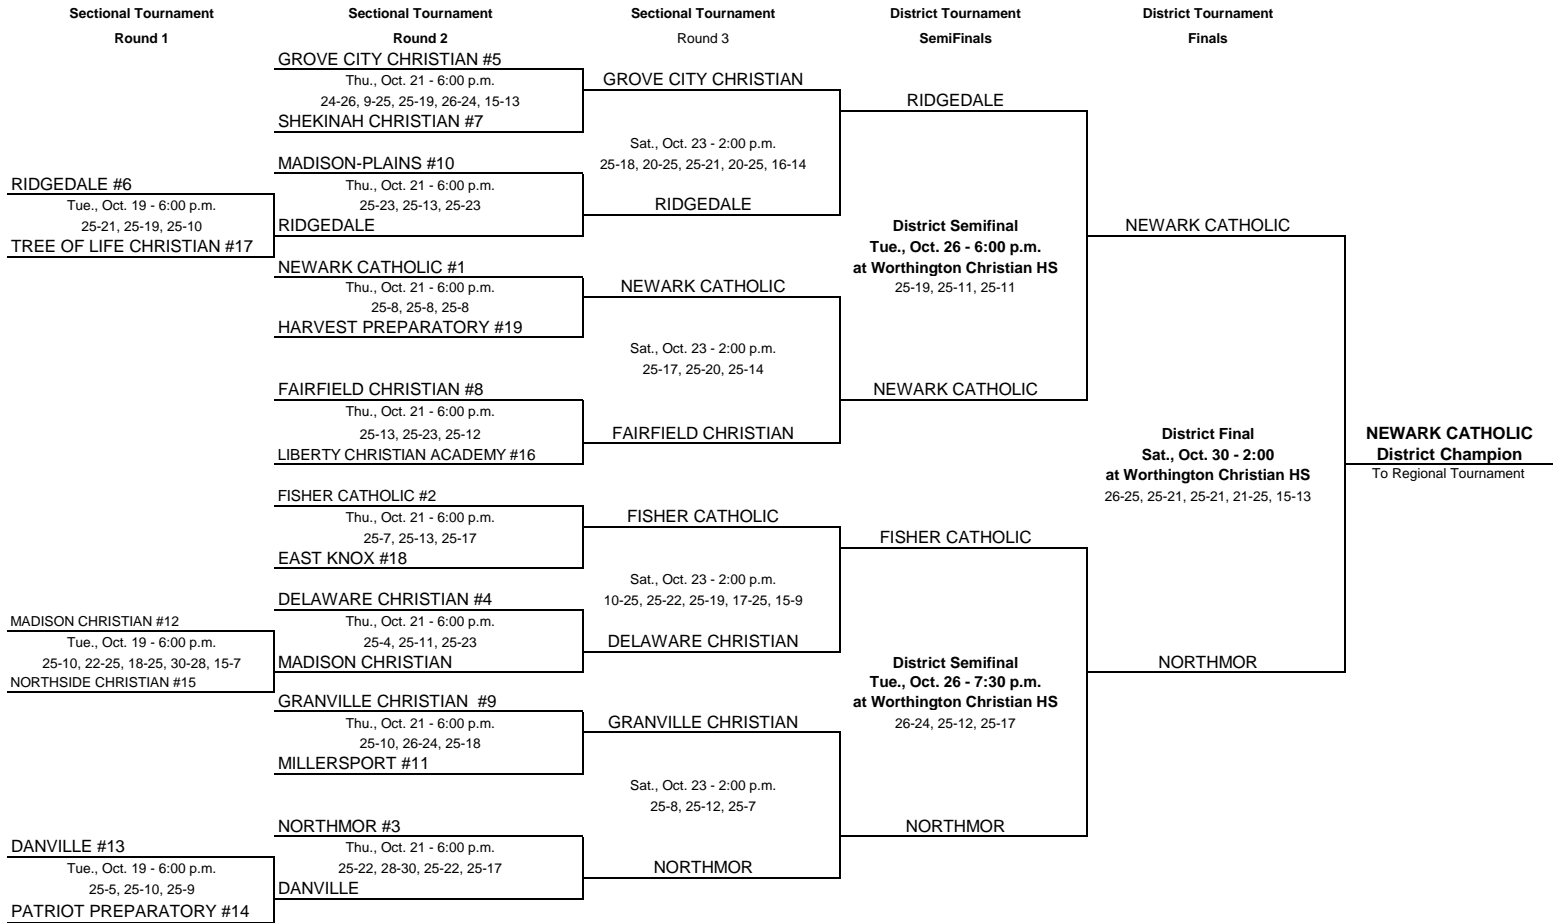 Sectional Tournament
Round 1
RIDGEDALE #6
Tue., Oct. 19 - 6:00 p.m.
25-21, 25-19, 25-10
TREE OF LIFE CHRISTIAN #17
MADISON CHRISTIAN #12
Tue., Oct. 19 - 6:00 p.m.
25-10, 22-25, 18-25, 30-28, 15-7
NORTHSIDE CHRISTIAN #15
DANVILLE #13
Tue., Oct. 19 - 6:00 p.m.
25-5, 25-10, 25-9
PATRIOT PREPARATORY #14
Sectional Tournament
Round 2
GROVE CITY CHRISTIAN #5
Thu., Oct. 21 - 6:00 p.m.
24-26, 9-25, 25-19, 26-24, 15-13
SHEKINAH CHRISTIAN #7
MADISON-PLAINS #10
Thu., Oct. 21 - 6:00 p.m.
25-23, 25-13, 25-23
RIDGEDALE
NEWARK CATHOLIC #1
Thu., Oct. 21 - 6:00 p.m.
25-8, 25-8, 25-8
HARVEST PREPARATORY #19
FAIRFIELD CHRISTIAN #8
Thu., Oct. 21 - 6:00 p.m.
25-13, 25-23, 25-12
LIBERTY CHRISTIAN ACADEMY #16
FISHER CATHOLIC #2
Thu., Oct. 21 - 6:00 p.m.
25-7, 25-13, 25-17
EAST KNOX #18
DELAWARE CHRISTIAN #4
Thu., Oct. 21 - 6:00 p.m.
25-4, 25-11, 25-23
MADISON CHRISTIAN
GRANVILLE CHRISTIAN #9
Thu., Oct. 21 - 6:00 p.m.
25-10, 26-24, 25-18
MILLERSPORT #11
NORTHMOR #3
Thu., Oct. 21 - 6:00 p.m.
25-22, 28-30, 25-22, 25-17
DANVILLE
Sectional Tournament
Round 3
GROVE CITY CHRISTIAN
Sat., Oct. 23 - 2:00 p.m.
25-18, 20-25, 25-21, 20-25, 16-14
RIDGEDALE
NEWARK CATHOLIC
Sat., Oct. 23 - 2:00 p.m.
25-17, 25-20, 25-14
FAIRFIELD CHRISTIAN
FISHER CATHOLIC
Sat., Oct. 23 - 2:00 p.m.
10-25, 25-22, 25-19, 17-25, 15-9
DELAWARE CHRISTIAN
GRANVILLE CHRISTIAN
Sat., Oct. 23 - 2:00 p.m.
25-8, 25-12, 25-7
NORTHMOR
District Tournament
SemiFinals
RIDGEDALE
District Semifinal
Tue., Oct. 26 - 6:00 p.m.
at Worthington Christian HS
25-19, 25-11, 25-11
NEWARK CATHOLIC
FISHER CATHOLIC
District Semifinal
Tue., Oct. 26 - 7:30 p.m.
at Worthington Christian HS
26-24, 25-12, 25-17
NORTHMOR
District Tournament
Finals
NEWARK CATHOLIC
District Final
Sat., Oct. 30 - 2:00
at Worthington Christian HS
26-25, 25-21, 25-21, 21-25, 15-13
NORTHMOR
NEWARK CATHOLIC
District Champion
To Regional Tournament